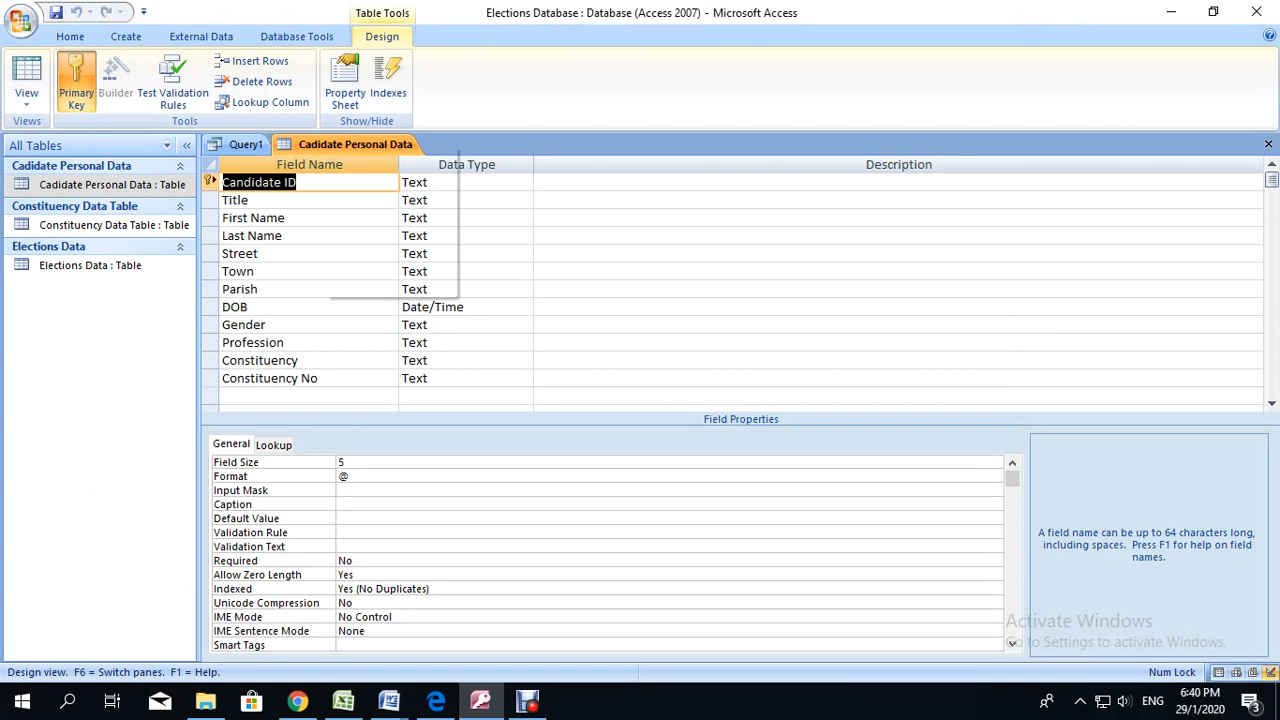 Elections Database : Database (Access 2007) - Microsoft Access
Table Tools
Home Create External Data Database Tools Design
View
Primary Key
Builder
Test Validation Rules
Insert Rows
Delete Rows
Lookup Column
Property Sheet
Indexes
Views
Tools
Show/Hide
All Tables
Cadidate Personal Data
Cadidate Personal Data : Table
Constituency Data Table
Constituency Data Table : Table
Elections Data
Elections Data : Table
Query1
Cadidate Personal Data
Field Name Data Type Description
Candidate ID Text
Title Text
First Name Text
Last Name Text
Street Text
Town Text
Parish Text
DOB Date/Time
Gender Text
Profession Text
Constituency Text
Constituency No Text
Field Properties
General Lookup
Field Size 5
Format @
Input Mask
Caption
Default Value
Validation Rule
Validation Text
Required No
Allow Zero Length Yes
Indexed Yes (No Duplicates)
Unicode Compression No
IME Mode No Control
IME Sentence Mode None
Smart Tags
A field name can be up to 64 characters long,
including spaces. Press F1 for help on field
names.
Activate Windows
Go to Settings to activate Windows.
Design view. F6 = Switch panes. F1 = Help.
Num Lock
ENG
6:40 PM
29/1/2020
3